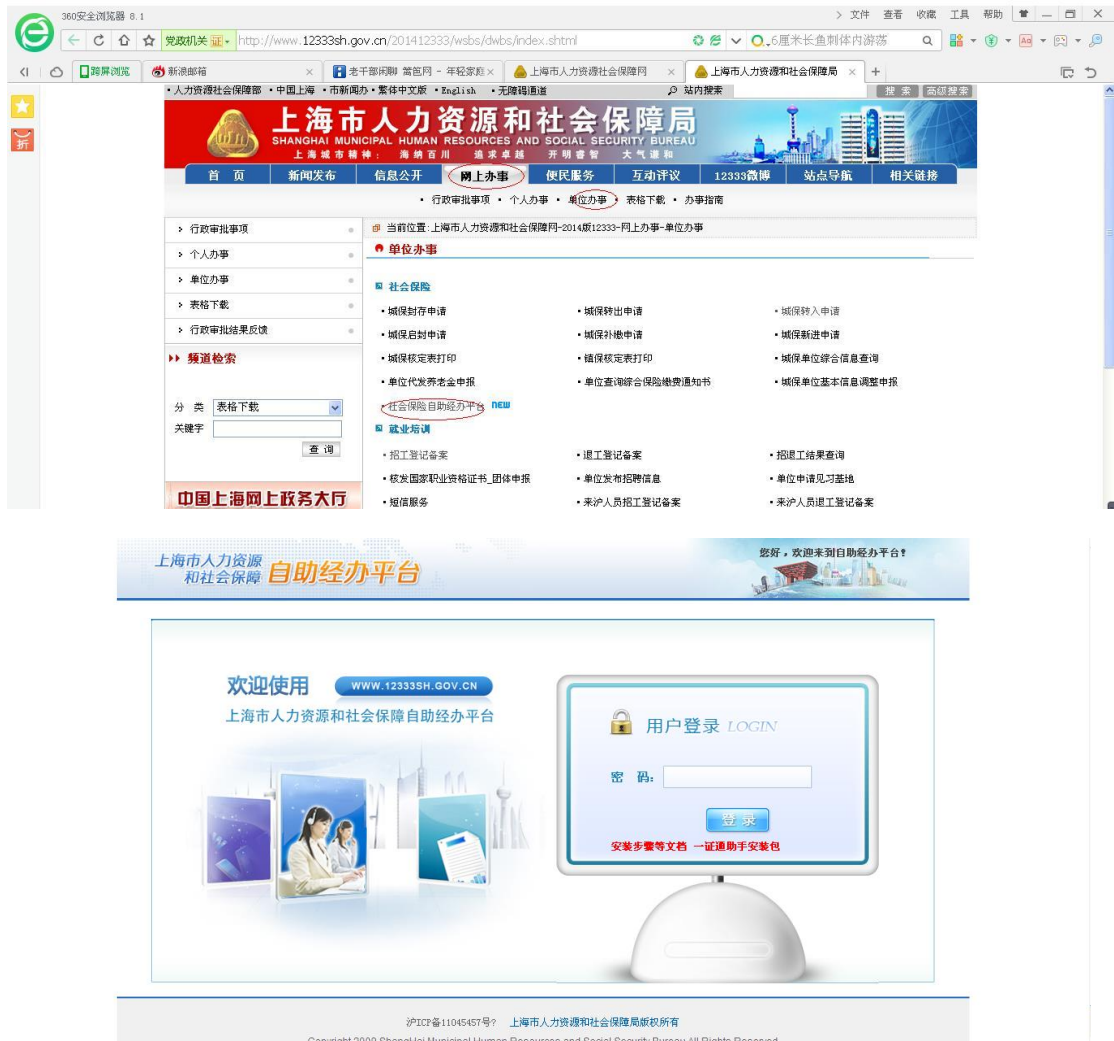 360安全浏览器 8.1
文件 查看 收藏 工具 帮助
党政机关 证 http://www.12333sh.gov.cn/201412333/wsbs/dwbs/index.shtml
6厘米长鱼刺体内游荡
跨屏浏览 新浪邮箱 老干部闲聊 上海市人力资源社会保障网 上海市人力资源和社会保障局
•人力资源社会保障部 •中国上海 •市新闻办 •繁体中文版 •English •无障碍通道 站内搜索 搜 索 高级搜索
上海市人力资源和社会保障局
SHANGHAI MUNICIPAL HUMAN RESOURCES AND SOCIAL SECURITY BUREAU
上海城市精神： 海纳百川 追求卓越 开明睿智 大气谦和
首 页 新闻发布 信息公开 网上办事 便民服务 互动评议 12333微博 站点导航 相关链接
• 行政审批事项 • 个人办事 • 单位办事 • 表格下载 • 办事指南
行政审批事项
个人办事
单位办事
表格下载
行政审批结果反馈
频道检索
分 类 表格下载
关键字
查 询
中国上海网上政务大厅
当前位置:上海市人力资源和社会保障网-2014版12333-网上办事-单位办事
单位办事
社会保险
•城保封存申请 •城保转出申请 •城保转入申请
•城保启封申请 •城保补缴申请 •城保新进申请
•城保核定表打印 •镇保核定表打印 •城保单位综合信息查询
•单位代发养老金申报 •单位查询综合保险缴费通知书 •城保单位基本信息调整申报
•社会保险自助经办平台 NEW
就业培训
•招工登记备案 •退工登记备案 •招退工结果查询
•核发国家职业资格证书_团体申报 •单位发布招聘信息 •单位申请见习基地
•短信服务 •来沪人员招工登记备案 •来沪人员退工登记备案
上海市人力资源
和社会保障 自助经办平台
您好，欢迎来到自助经办平台！
欢迎使用 WWW.12333SH.GOV.CN
上海市人力资源和社会保障自助经办平台
用户登录 LOGIN
密 码：
登 录
安装步骤等文档 一证通助手安装包
沪ICP备11045457号? 上海市人力资源和社会保障局版权所有
Copyright 2009 ShangHai Municipal Human Resources and Social Security Bureau All Rights Reserved